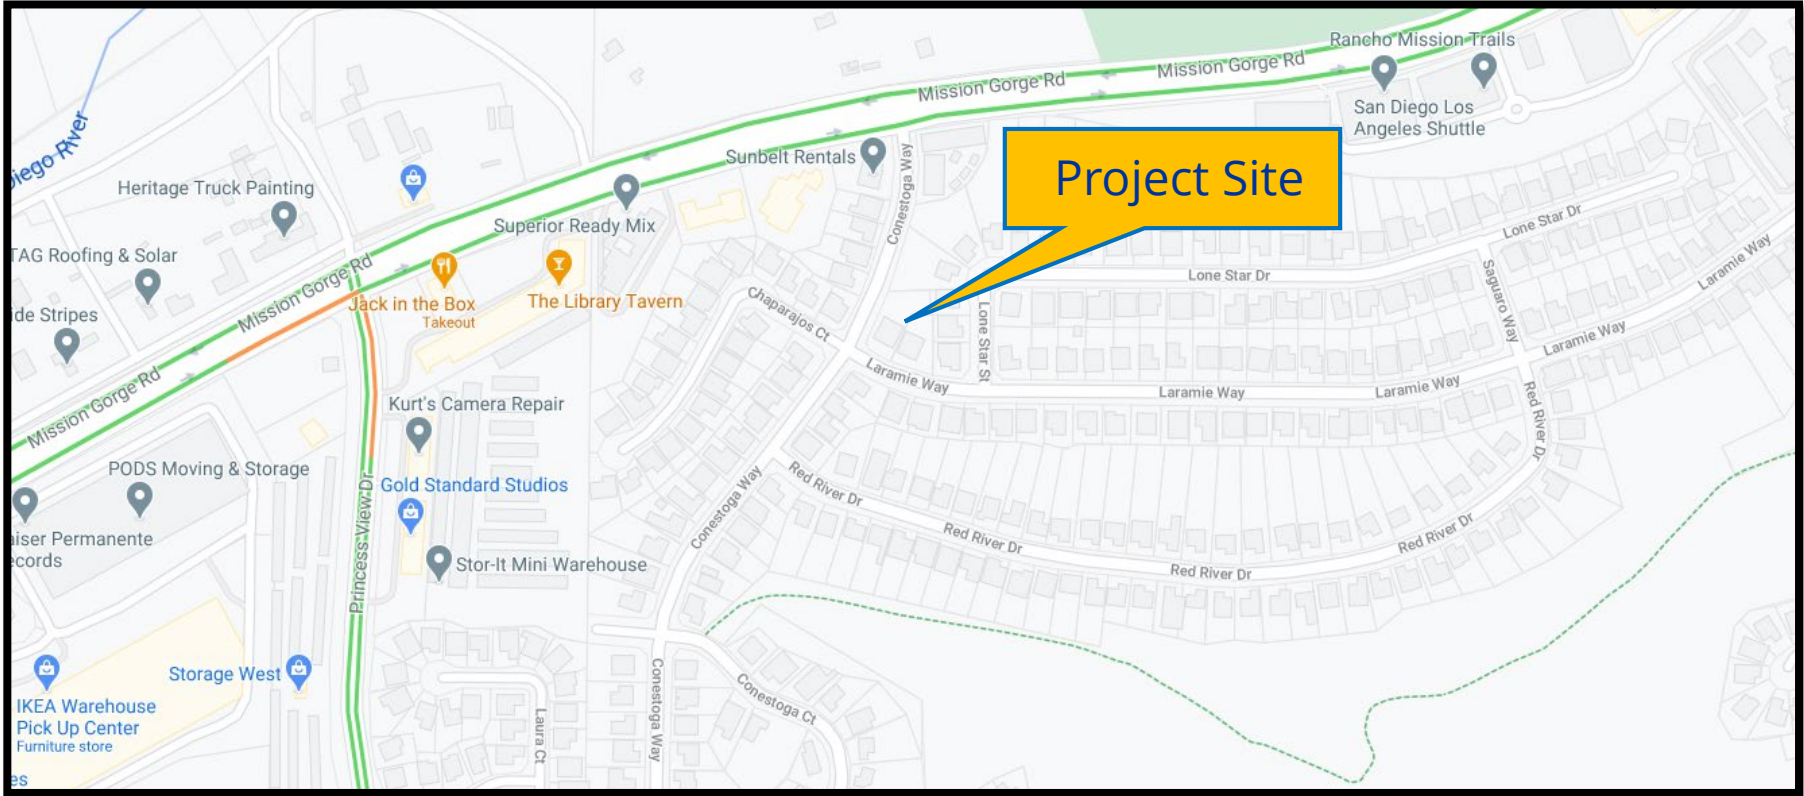 Rancho Mission Trails
Mission Gorge Rd
Mission Gorge Rd
San Diego Los
Angeles Shuttle
Diego River
Sunbelt Rentals
Conestoga Way
Project Site
Heritage Truck Painting
Superior Ready Mix
Lone Star Dr
TAG Roofing & Solar
Mission Gorge Rd
Jack in the Box
Takeout
The Library Tavern
Chaparajos Ct
Lone Star Dr
Saguaro Way
Laramie Way
ide Stripes
Lone Star St
Laramie Way
Laramie Way
Laramie Way
Laramie Way
Mission Gorge Rd
Kurt's Camera Repair
Red River Dr
PODS Moving & Storage
Gold Standard Studios
Princess View Dr
Conestoga Way
Red River Dr
Red River Dr
Red River Dr
Red River Dr
aiser Permanente
ecords
Stor-It Mini Warehouse
Storage West
IKEA Warehouse
Pick Up Center
Furniture store
es
Laura Ct
Conestoga Way
Conestoga Ct